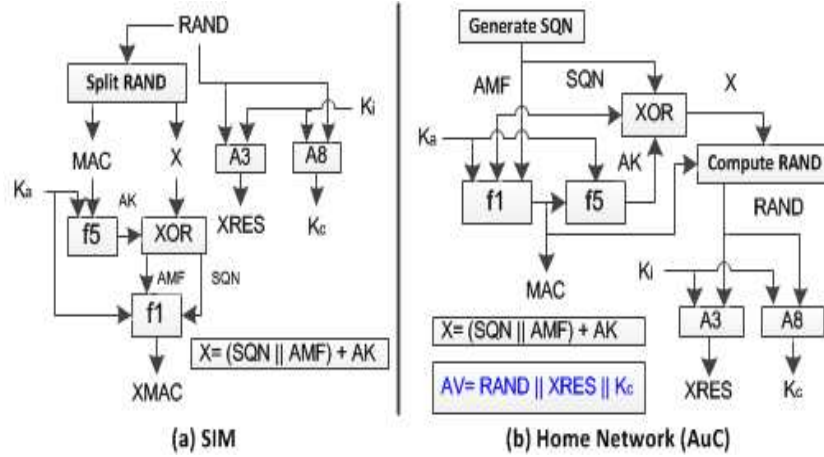 RAND
Split RAND
MAC
X
Ki
A3
A8
XRES
Kc
Ka
AK
f5
XOR
AMF
SQN
f1
X= (SQN || AMF) + AK
XMAC
(a) SIM
Generate SQN
AMF
SQN
X
XOR
Ka
AK
Compute RAND
f1
f5
RAND
MAC
Ki
A3
A8
X= (SQN || AMF) + AK
AV= RAND || XRES || Kc
XRES
Kc
(b) Home Network (AuC)